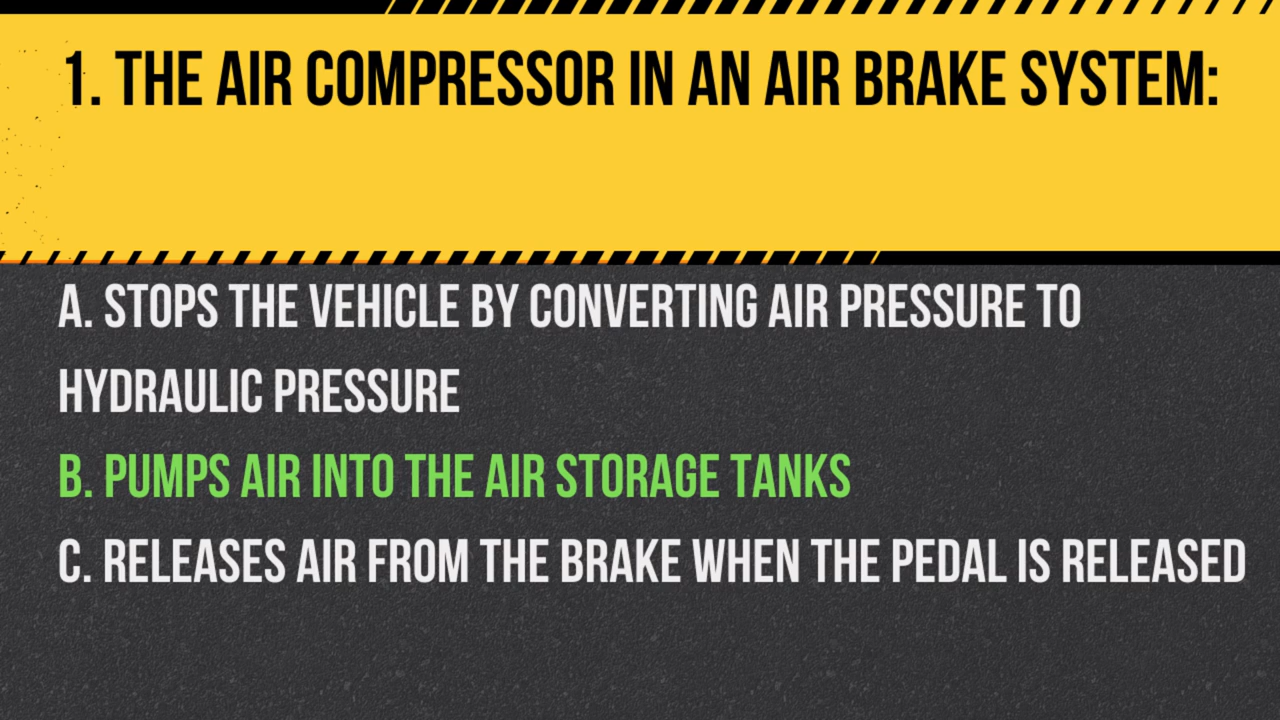 1. THE AIR COMPRESSOR IN AN AIR BRAKE SYSTEM:
A. STOPS THE VEHICLE BY CONVERTING AIR PRESSURE TO
HYDRAULIC PRESSURE
B. PUMPS AIR INTO THE AIR STORAGE TANKS
C. RELEASES AIR FROM THE BRAKE WHEN THE PEDAL IS RELEASED